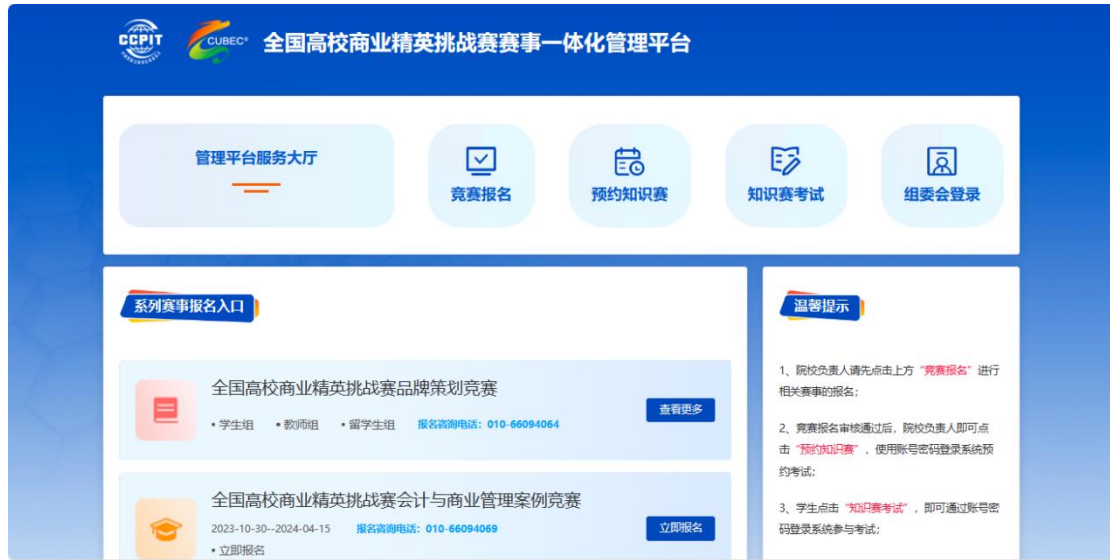 CCPIT
CUBEC®
全国高校商业精英挑战赛赛事一体化管理平台
管理平台服务大厅
竞赛报名
预约知识赛
知识赛考试
组委会登录
系列赛事报名入口
全国高校商业精英挑战赛品牌策划竞赛
•学生组 •教师组 •留学生组 报名咨询电话：010-66094064
查看更多
全国高校商业精英挑战赛会计与商业管理案例竞赛
2023-10-30--2024-04-15 报名咨询电话：010-66094069
•立即报名
立即报名
温馨提示
1、院校负责人请先点击上方“竞赛报名”进行
相关赛事的报名；
2、竞赛报名审核通过后，院校负责人即可点
击“预约知识赛”，使用账号密码登录系统预
约考试；
3、学生点击“知识赛考试”，即可通过账号密
码登录系统参与考试；